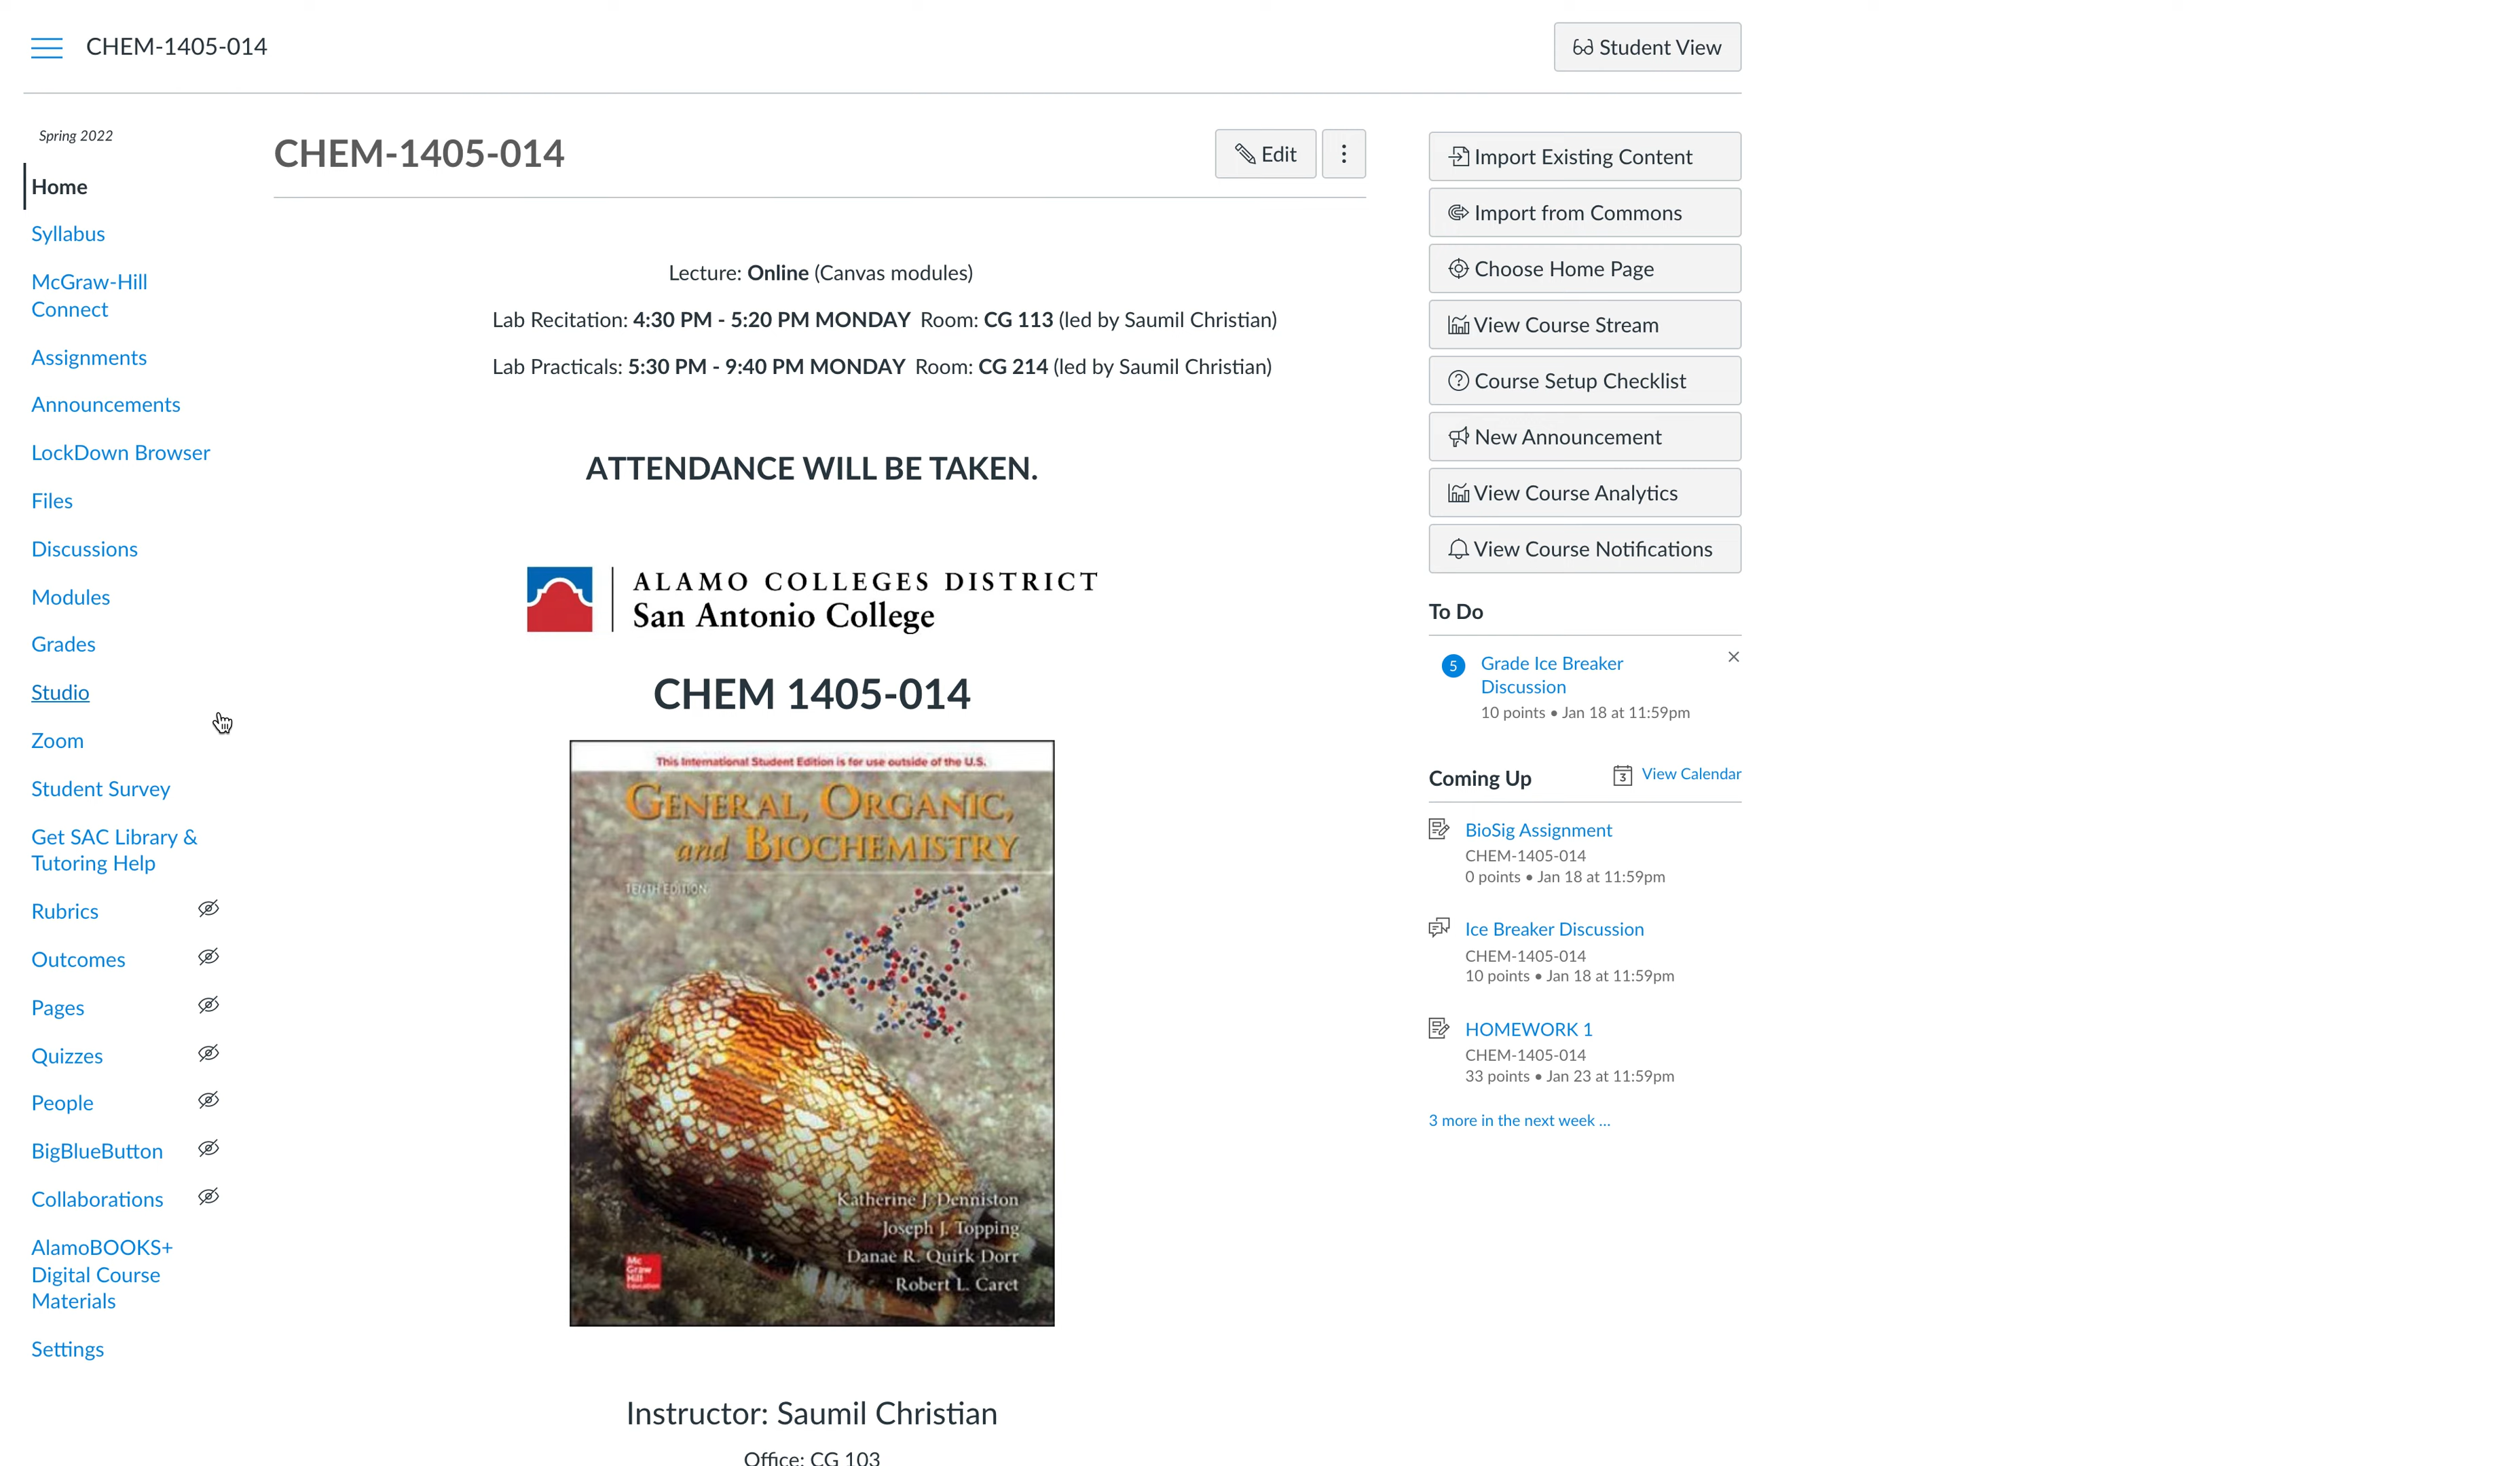 CHEM-1405-014
Student View
Spring 2022
Home
Syllabus
McGraw-Hill
Connect
Assignments
Announcements
LockDown Browser
Files
Discussions
Modules
Grades
Studio
Zoom
Student Survey
Get SAC Library &
Tutoring Help
Rubrics
Outcomes
Pages
Quizzes
People
BigBlueButton
Collaborations
AlamoBOOKS+
Digital Course
Materials
Settings
CHEM-1405-014
Edit
Lecture: Online (Canvas modules)
Lab Recitation: 4:30 PM - 5:20 PM MONDAY Room: CG 113 (led by Saumil Christian)
Lab Practicals: 5:30 PM - 9:40 PM MONDAY Room: CG 214 (led by Saumil Christian)
ATTENDANCE WILL BE TAKEN.
ALAMO COLLEGES DISTRICT
San Antonio College
CHEM 1405-014
This International Student Edition is for use outside of the U.S.
GENERAL, ORGANIC,
and BIOCHEMISTRY
TENTH EDITION
Katherine J. Denniston
Joseph J. Topping
Danae R. Quirk Dorr
Robert L. Caret
Mc
Graw
Hill
Education
Instructor: Saumil Christian
Office: CG 103
Import Existing Content
Import from Commons
Choose Home Page
View Course Stream
Course Setup Checklist
New Announcement
View Course Analytics
View Course Notifications
To Do
5
Grade Ice Breaker
Discussion
10 points • Jan 18 at 11:59pm
Coming Up
3 View Calendar
BioSig Assignment
CHEM-1405-014
0 points • Jan 18 at 11:59pm
Ice Breaker Discussion
CHEM-1405-014
10 points • Jan 18 at 11:59pm
HOMEWORK 1
CHEM-1405-014
33 points • Jan 23 at 11:59pm
3 more in the next week ...